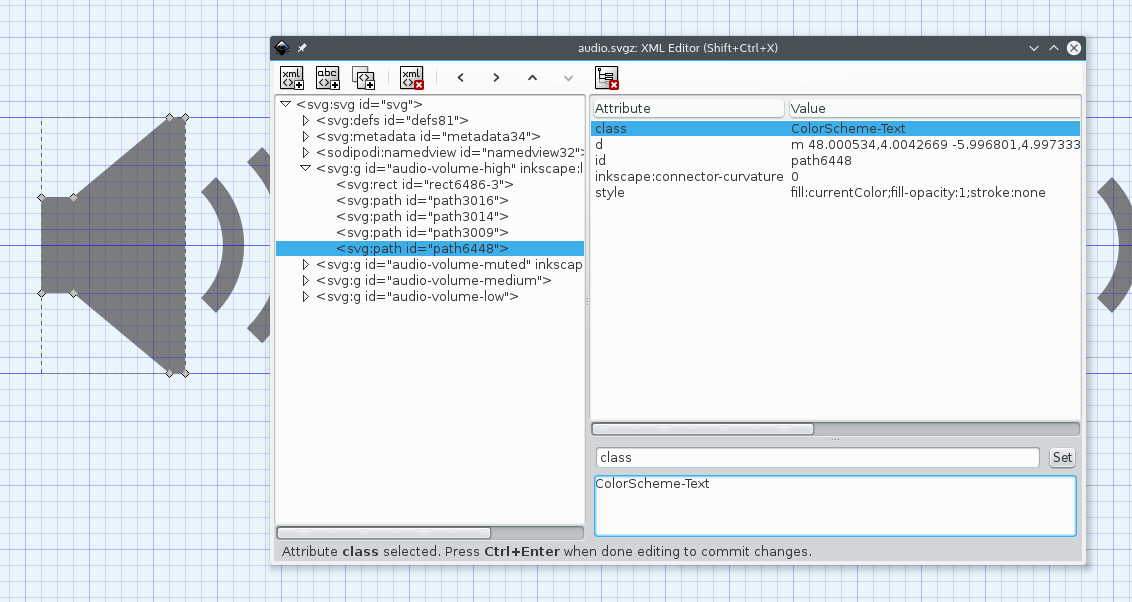 audio.svgz: XML Editor (Shift+Ctrl+X)
xml
abc
xml
<svg:svg id="svg">
<svg:defs id="defs81">
<svg:metadata id="metadata34">
<sodipodi:namedview id="namedview32">
<svg:g id="audio-volume-high" inkscape:l
<svg:rect id="rect6486-3">
<svg:path id="path3016">
<svg:path id="path3014">
<svg:path id="path3009">
<svg:path id="path6448">
<svg:g id="audio-volume-muted" inkscap
<svg:g id="audio-volume-medium">
<svg:g id="audio-volume-low">
Attribute Value
class ColorScheme-Text
d m 48.000534,4.0042669 -5.996801,4.997333
id path6448
inkscape:connector-curvature 0
style fill:currentColor;fill-opacity:1;stroke:none
class
Set
ColorScheme-Text
Attribute class selected. Press Ctrl+Enter when done editing to commit changes.